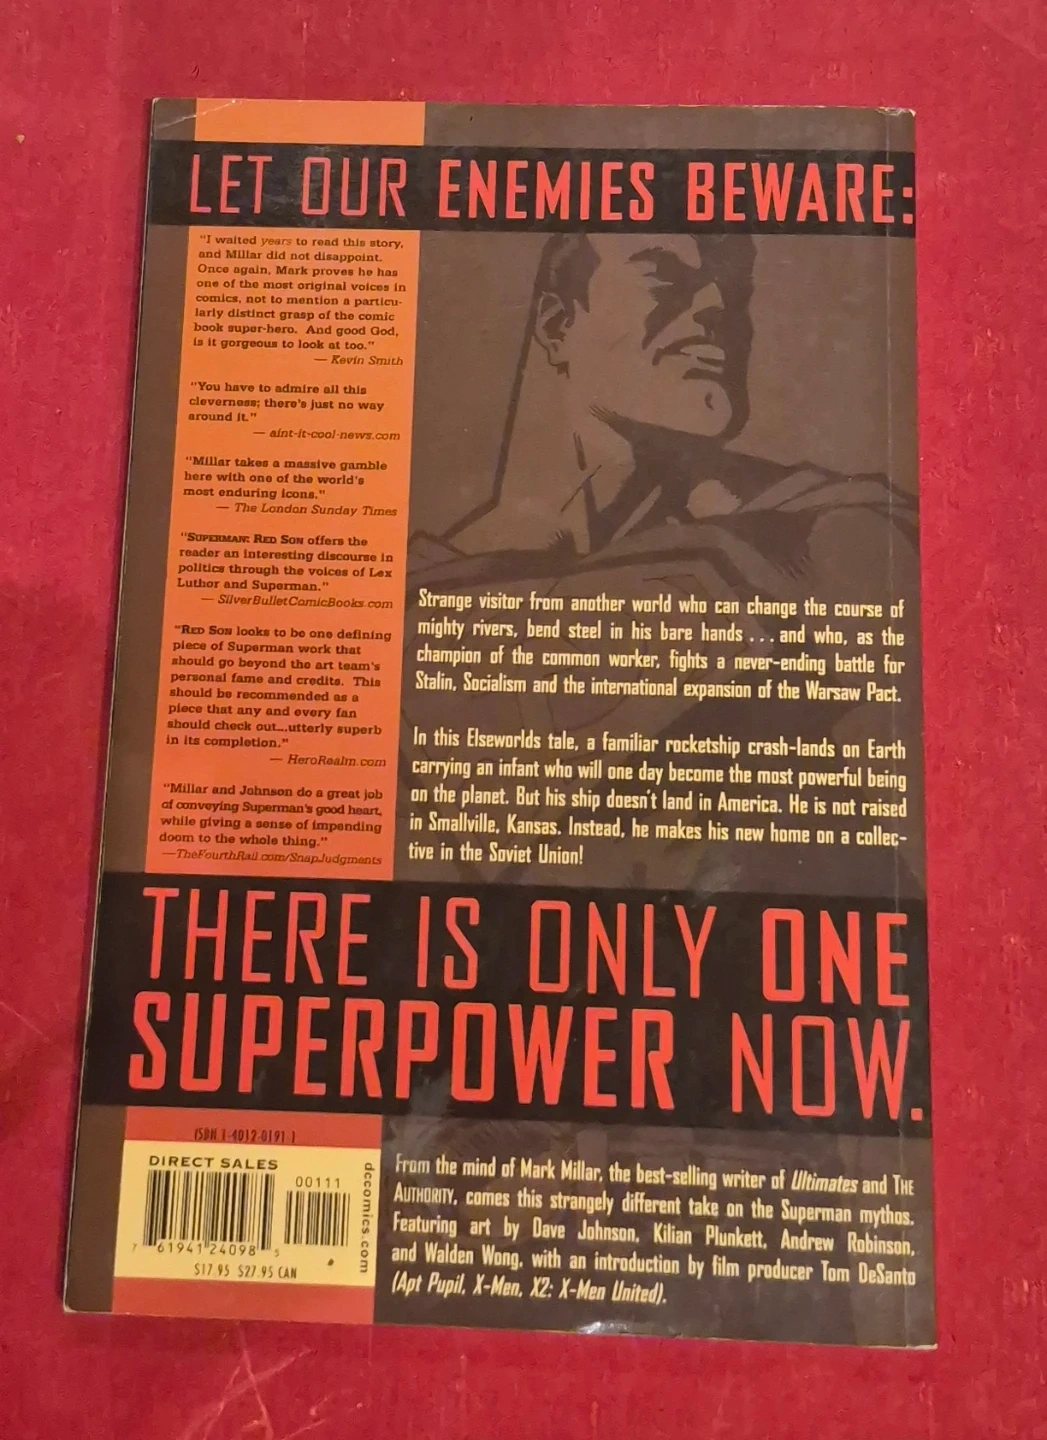 LET OUR ENEMIES BEWARE:
"I waited years to read this story,
and Millar did not disappoint.
Once again, Mark proves he has
one of the most original voices in
comics, not to mention a particu-
larly distinct grasp of the comic
book super-hero. And good God,
is it gorgeous to look at too."
— Kevin Smith
"You have to admire all this
cleverness; there's just no way
around it."
— aint-it-cool-news.com
"Millar takes a massive gamble
here with one of the world's
most enduring icons."
— The London Sunday Times
"SUPERMAN: RED SON offers the
reader an interesting discourse in
politics through the voices of Lex
Luthor and Superman."
— SilverBulletComicBooks.com
"RED SON looks to be one defining
piece of Superman work that
should go beyond the art team's
personal fame and credits. This
should be recommended as a
piece that any and every fan
should check out...utterly superb
in its completion."
— HeroRealm.com
"Millar and Johnson do a great job
of conveying Superman's good heart,
while giving a sense of impending
doom to the whole thing."
—TheFourthRail.com/SnapJudgments
Strange visitor from another world who can change the course of
mighty rivers, bend steel in his bare hands . . . and who, as the
champion of the common worker, fights a never-ending battle for
Stalin, Socialism and the international expansion of the Warsaw Pact.
In this Elseworlds tale, a familiar rocketship crash-lands on Earth
carrying an infant who will one day become the most powerful being
on the planet. But his ship doesn't land in America. He is not raised
in Smallville, Kansas. Instead, he makes his new home on a collec-
tive in the Soviet Union!
THERE IS ONLY ONE
SUPERPOWER NOW.
ISBN 1-4012-0191-1
DIRECT SALES
00111
7 61941 24098 5
$17.95 $27.95 CAN
dccomics.com
From the mind of Mark Millar, the best-selling writer of Ultimates and THE
AUTHORITY, comes this strangely different take on the Superman mythos.
Featuring art by Dave Johnson, Kilian Plunkett, Andrew Robinson,
and Walden Wong, with an introduction by film producer Tom DeSanto
(Apt Pupil, X-Men, X2: X-Men United).